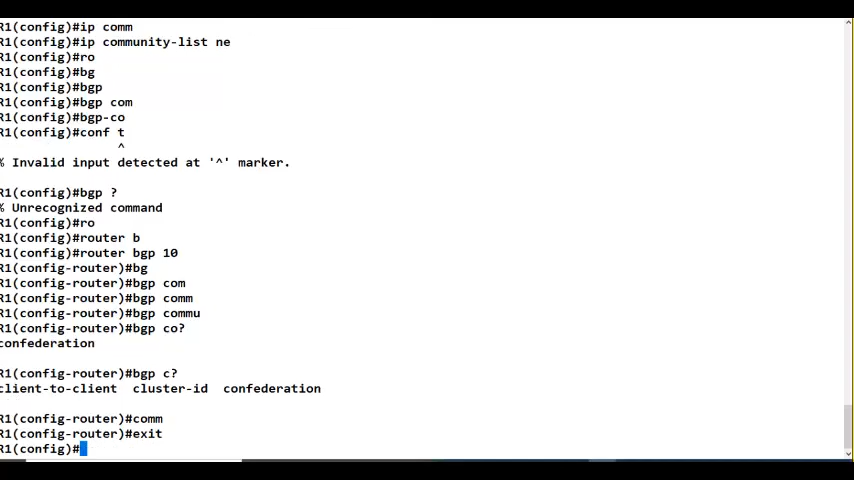 R1(config)#ip comm
R1(config)#ip community-list ne
R1(config)#ro
R1(config)#bg
R1(config)#bgp
R1(config)#bgp com
R1(config)#bgp-co
R1(config)#conf t
^
% Invalid input detected at '^' marker.
R1(config)#bgp ?
% Unrecognized command
R1(config)#ro
R1(config)#router b
R1(config)#router bgp 10
R1(config-router)#bg
R1(config-router)#bgp com
R1(config-router)#bgp comm
R1(config-router)#bgp commu
R1(config-router)#bgp co?
confederation
R1(config-router)#bgp c?
client-to-client cluster-id confederation
R1(config-router)#comm
R1(config-router)#exit
R1(config)#